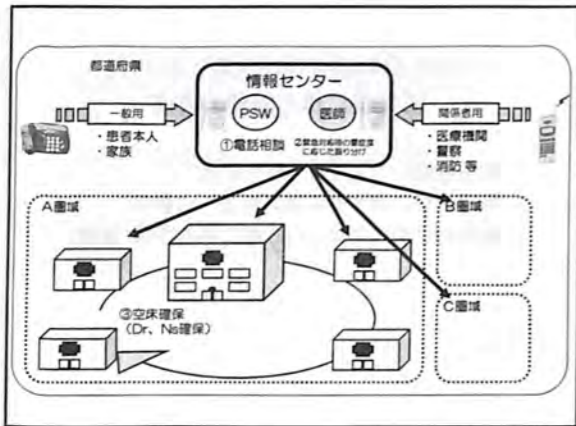 都道府県
情報センター
PSW
医師
①電話相談
②緊急対応時の重症度
に応じた振り分け
一般用
・患者本人
・家族
関係者用
・医療機関
・警察
・消防 等
A圏域
B圏域
C圏域
③空床確保
(Dr、Ns確保)